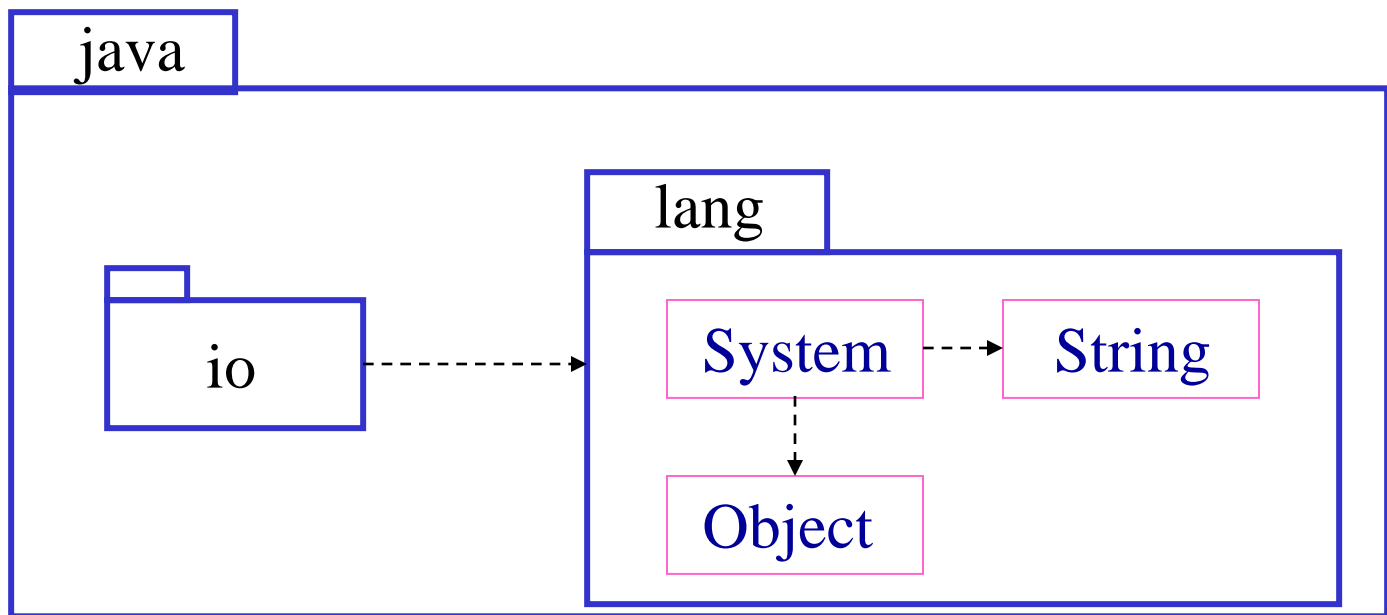 java
lang
io
System
String
Object